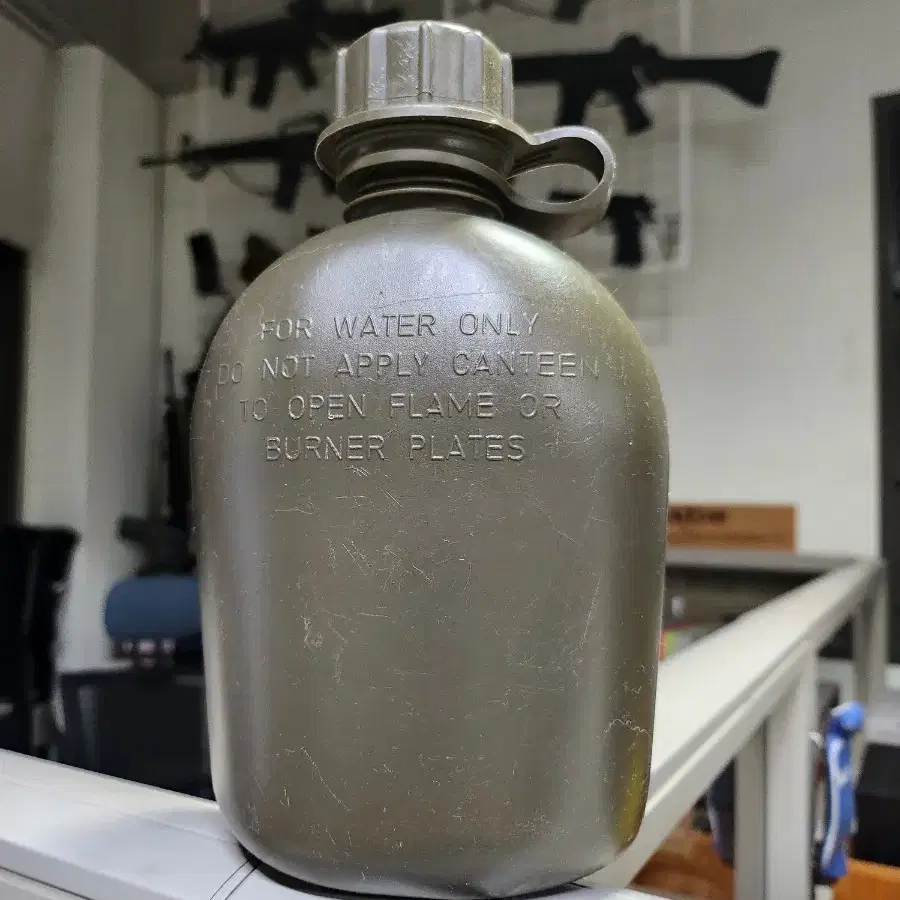 FOR WATER ONLY
DO NOT APPLY CANTEEN
TO OPEN FLAME OR
BURNER PLATES